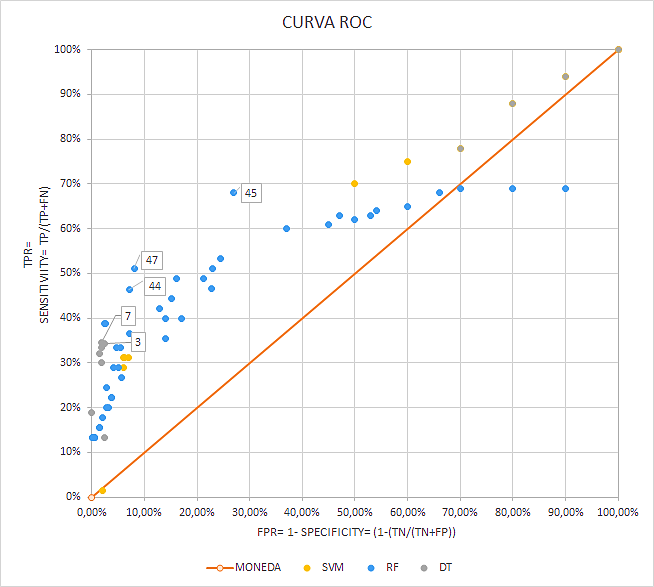 CURVA ROC
100%
90%
80%
70%
60%
50%
40%
30%
20%
10%
0%
TPR=
SENSITIVITY= TP/(TP+FN)
45
47
44
7
3
0,00% 10,00% 20,00% 30,00% 40,00% 50,00% 60,00% 70,00% 80,00% 90,00% 100,00%
FPR= 1- SPECIFICITY= (1-(TN/(TN+FP))
MONEDA SVM RF DT